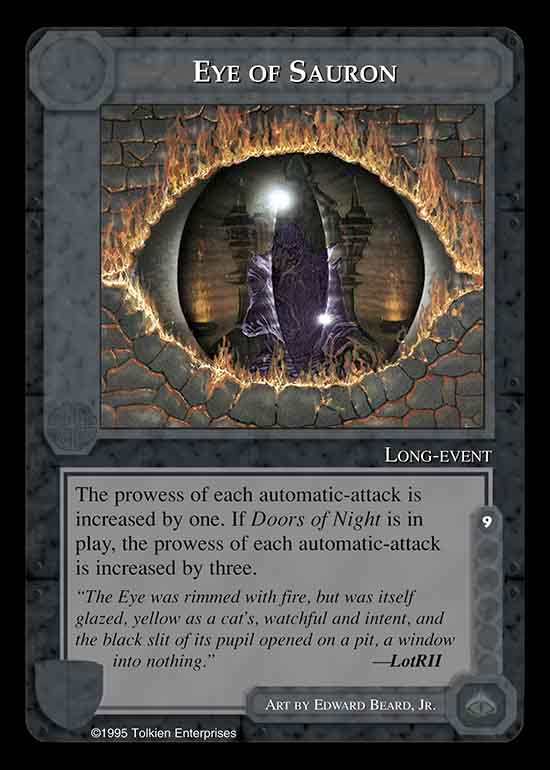 EYE OF SAURON
LONG-EVENT
The prowess of each automatic-attack is
increased by one. If Doors of Night is in
play, the prowess of each automatic-attack
is increased by three.
9
“The Eye was rimmed with fire, but was itself
glazed, yellow as a cat’s, watchful and intent, and
the black slit of its pupil opened on a pit, a window
into nothing.” —LotRII
ART BY EDWARD BEARD, JR.
©1995 Tolkien Enterprises